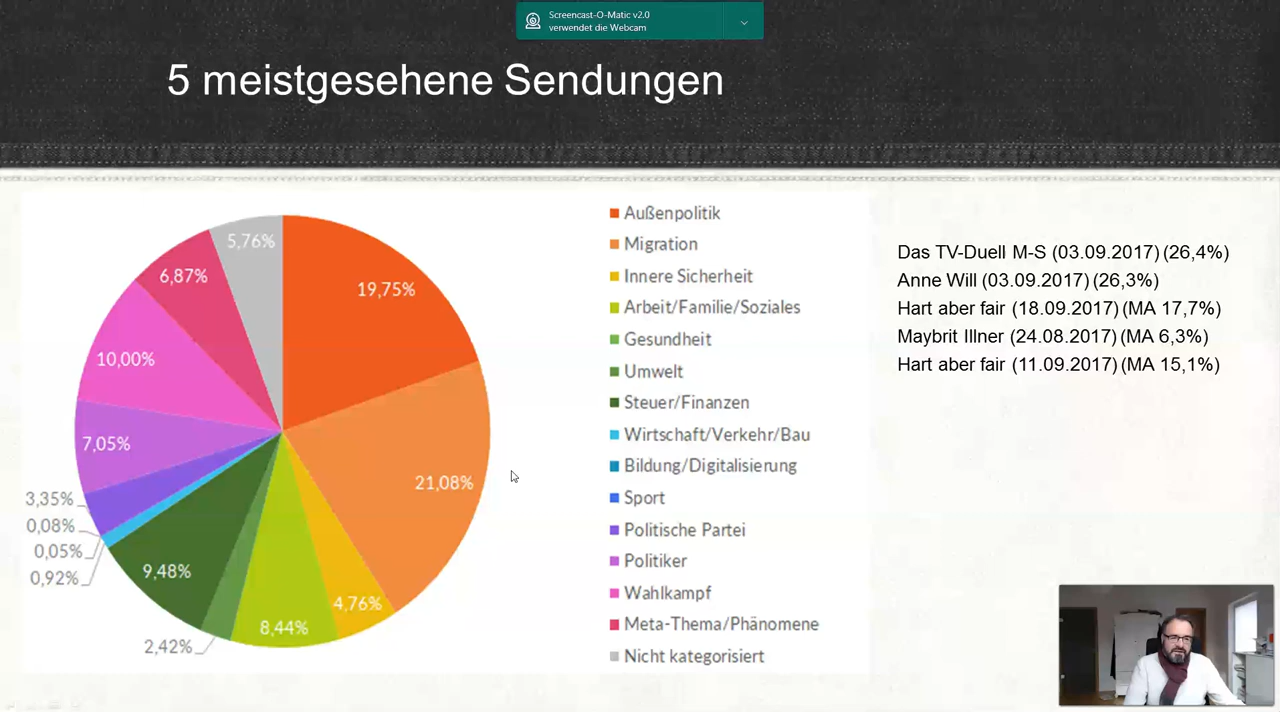 Screencast-O-Matic v2.0
verwendet die Webcam
5 meistgesehene Sendungen
5,76%
6,87%
19,75%
10,00%
7,05%
21,08%
3,35%
0,08%
0,05%
0,92%
9,48%
4,76%
8,44%
2,42%
Außenpolitik
Migration
Innere Sicherheit
Arbeit/Familie/Soziales
Gesundheit
Umwelt
Steuer/Finanzen
Wirtschaft/Verkehr/Bau
Bildung/Digitalisierung
Sport
Politische Partei
Politiker
Wahlkampf
Meta-Thema/Phänomene
Nicht kategorisiert
Das TV-Duell M-S (03.09.2017) (26,4%)
Anne Will (03.09.2017) (26,3%)
Hart aber fair (18.09.2017) (MA 17,7%)
Maybrit Illner (24.08.2017) (MA 6,3%)
Hart aber fair (11.09.2017) (MA 15,1%)